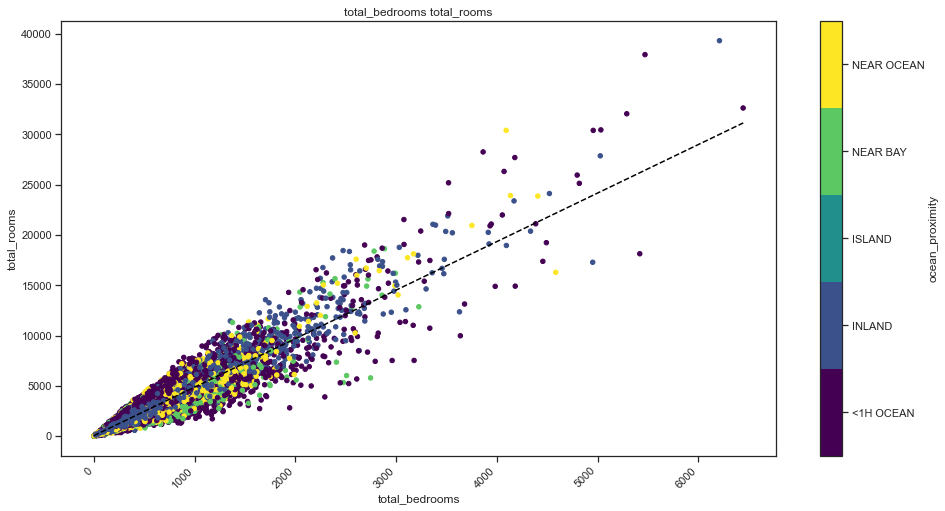 total_bedrooms total_rooms
40000
35000
30000
25000
20000
15000
10000
5000
0
total_rooms
0
1000
2000
3000
4000
5000
6000
total_bedrooms
NEAR OCEAN
NEAR BAY
ISLAND
INLAND
<1H OCEAN
ocean_proximity